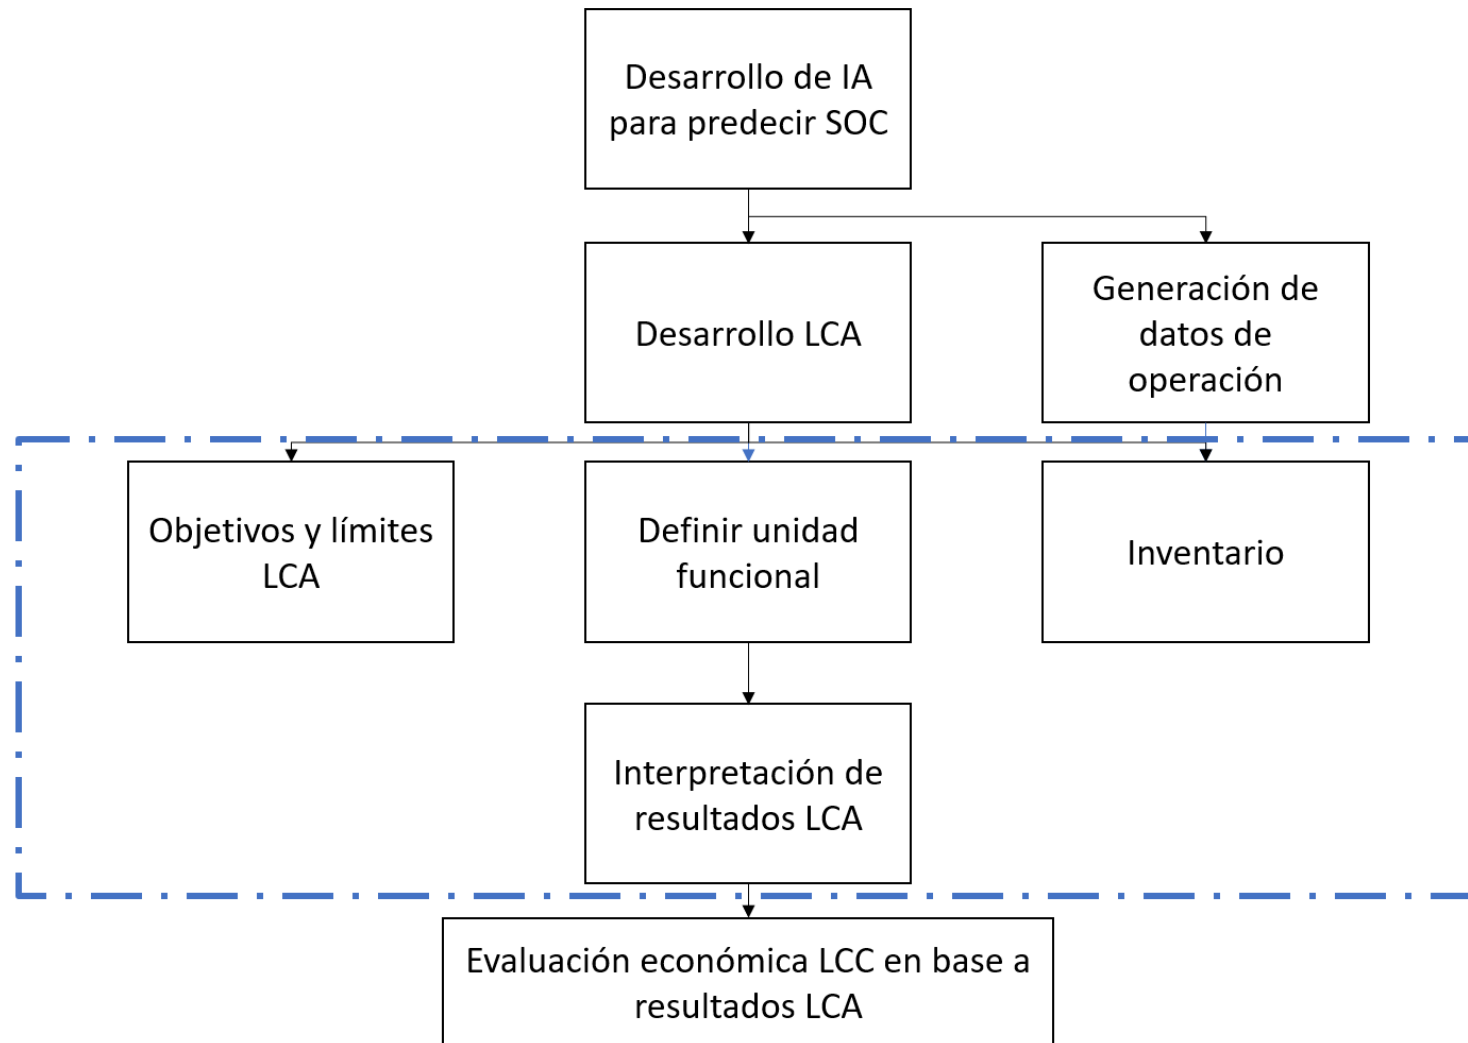 Desarrollo de IA
para predecir SOC
Desarrollo LCA
Generación de
datos de
operación
Objetivos y límites
LCA
Definir unidad
funcional
Inventario
Interpretación de
resultados LCA
Evaluación económica LCC en base a
resultados LCA